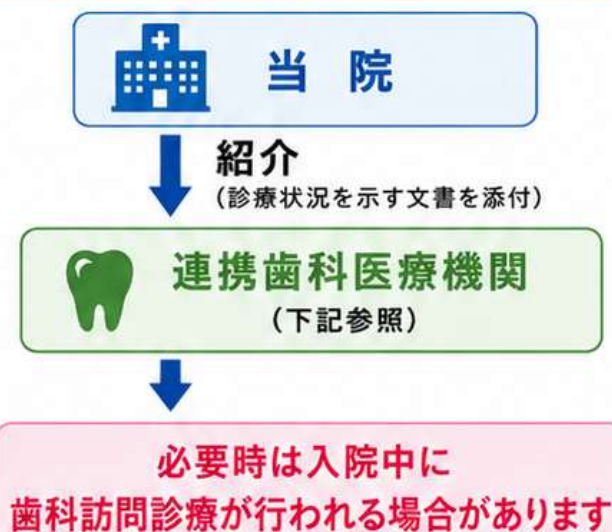 当院
紹介
(診療状況を示す文書を添付)
連携歯科医療機関
(下記参照)
必要時は入院中に
歯科訪問診療が行われる場合があります